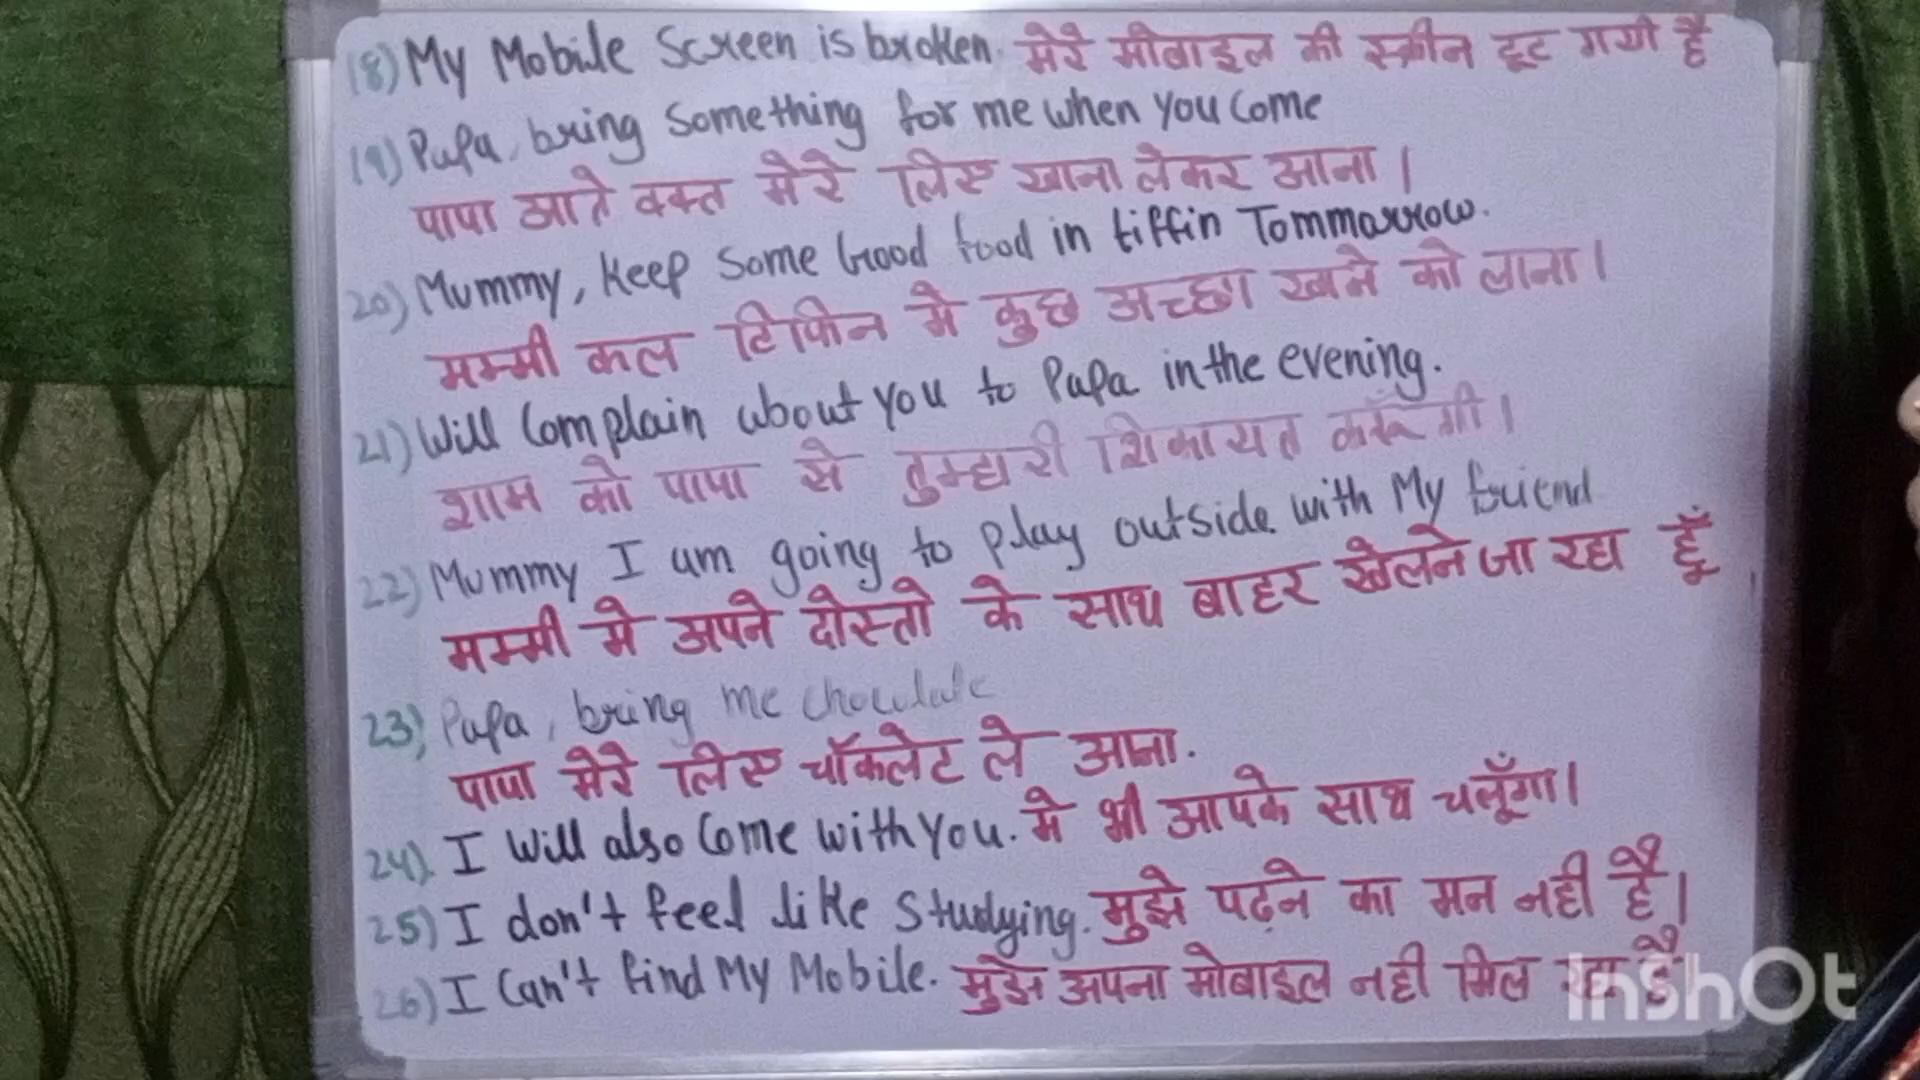 18) My Mobile Screen is broken. मेरे मोबाइल की स्क्रीन टूट गयी है
19) Papa, bring Something for me when you Come
पापा आते वक्त मेरे लिए खाना लेकर आना।
20) Mummy, Keep Some Good food in tiffin Tommarrow.
मम्मी कल टिफिन मे कुछ अच्छा खाने को लाना।
21) Will Complain about you to Papa in the evening.
शाम को पापा से तुम्हारी शिकायत करूँगी।
22) Mummy I am going to play outside with My friend
मम्मी मे अपने दोस्तो के साथ बाहर खेलने जा रहा हूँ
23) Papa, bring me chocolate
पापा मेरे लिए चॉकलेट ले आना.
24). I Will also Come with you. मे भी आपके साथ चलूँगा।
25) I don't feel like Studying. मुझे पढ़ने का मन नही है।
26) I Can't find My Mobile. मुझे अपना मोबाइल नही मिल रहा है
InShOt